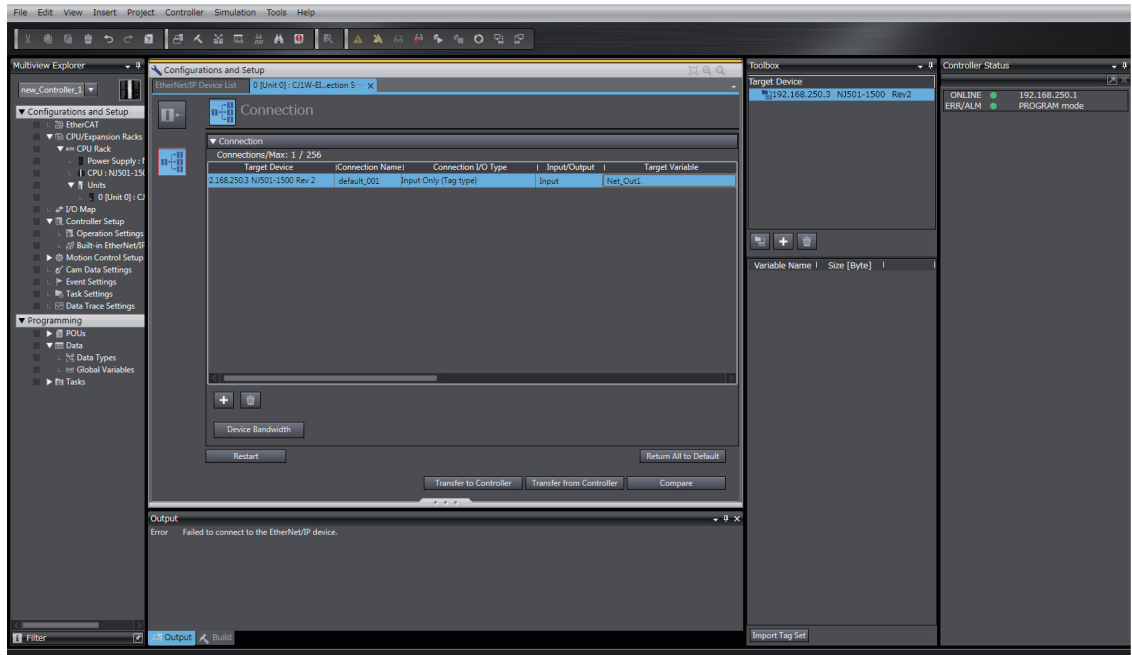 File Edit View Insert Project Controller Simulation Tools Help
Multiview Explorer
new_Controller_1
Configurations and Setup
EtherCAT
CPU/Expansion Racks
CPU Rack
Power Supply : N
CPU : NJ501-150
Units
0 [Unit 0] : CJ
I/O Map
Controller Setup
Operation Settings
Built-in EtherNet/IP
Motion Control Setup
Cam Data Settings
Event Settings
Task Settings
Data Trace Settings
Programming
POUs
Data
Data Types
Global Variables
Tasks
Filter
Configurations and Setup
EtherNet/IP Device List 0 [Unit 0] : CJ1W-EI...ection S... x
Connection
Connection
Connections/Max: 1 / 256
Target Device Connection Name Connection I/O Type Input/Output Target Variable
2.168.250.3 NJ501-1500 Rev 2 default_001 Input Only (Tag type) Input Net_Out1
Device Bandwidth
Restart Return All to Default
Transfer to Controller Transfer from Controller Compare
Output
Error Failed to connect to the EtherNet/IP device.
Output Build
Toolbox
Target Device
192.168.250.3 NJ501-1500 Rev2
Variable Name Size [Byte]
Import Tag Set
Controller Status
ONLINE 192.168.250.1
ERR/ALM PROGRAM mode